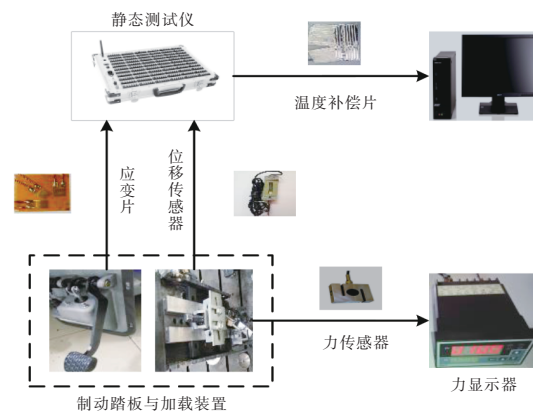 静态测试仪
温度补偿片
应变片
位移传感器
力传感器
制动踏板与加载装置
力显示器